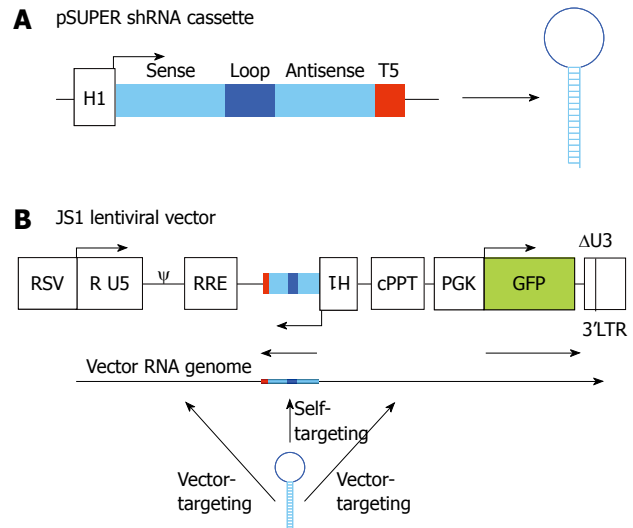 A pSUPER shRNA cassette
Sense Loop Antisense T5
H1
B JS1 lentiviral vector
ΔU3
RSV R U5 ψ RRE H1 cPPT PGK GFP
3'LTR
Vector RNA genome
Self-
targeting
Vector-
targeting
Vector-
targeting